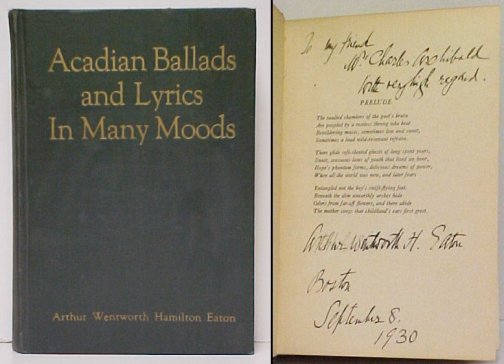 Acadian Ballads
and Lyrics
In Many Moods
Arthur Wentworth Hamilton Eaton
To my friend
Mr Charles Archibald
with very high regard.
PRELUDE
The vaulted chambers of the poet's brain
Are peopled by a restless throng who lead
Bewildering music, sometimes low and sweet,
Sometimes a loud wild-resonant refrain.
There glide soft-chanted ghosts of long spent years,
Sweet, sensuous loves of youth that lived an hour,
Hope's phantom forms, delicious dreams of power,
When all the world was new, and later fears
Entangled not the boy's swift-flying feet.
Beneath the dim unearthly arches hide
Odors from far-off flowers, and there abide
The mother songs that childhood's ears first greet.
Arthur Wentworth H. Eaton
Boston
September 8.
1930